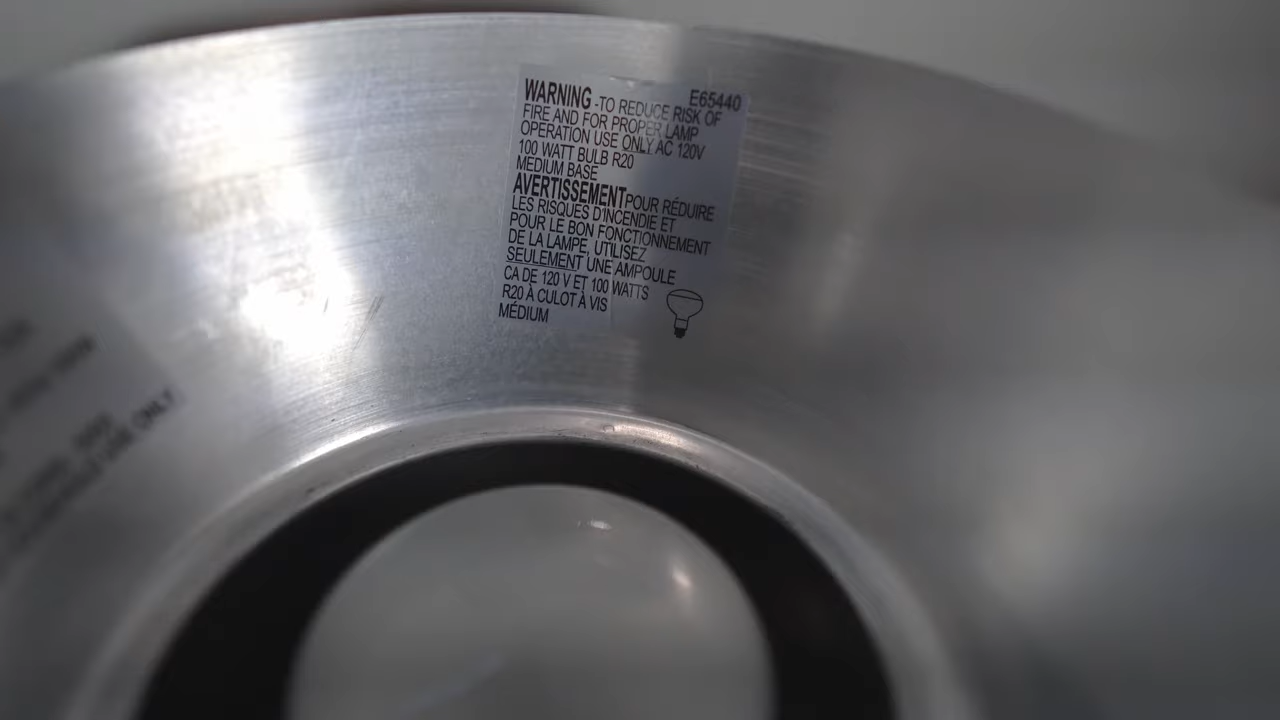 E65440
WARNING -TO REDUCE RISK OF
FIRE AND FOR PROPER LAMP
OPERATION USE ONLY AC 120V
100 WATT BULB R20
MEDIUM BASE
AVERTISSEMENT POUR RÉDUIRE
LES RISQUES D'INCENDIE ET
POUR LE BON FONCTIONNEMENT
DE LA LAMPE, UTILISEZ
SEULEMENT UNE AMPOULE
CA DE 120 V ET 100 WATTS
R20 À CULOT À VIS
MÉDIUM
USE ONLY